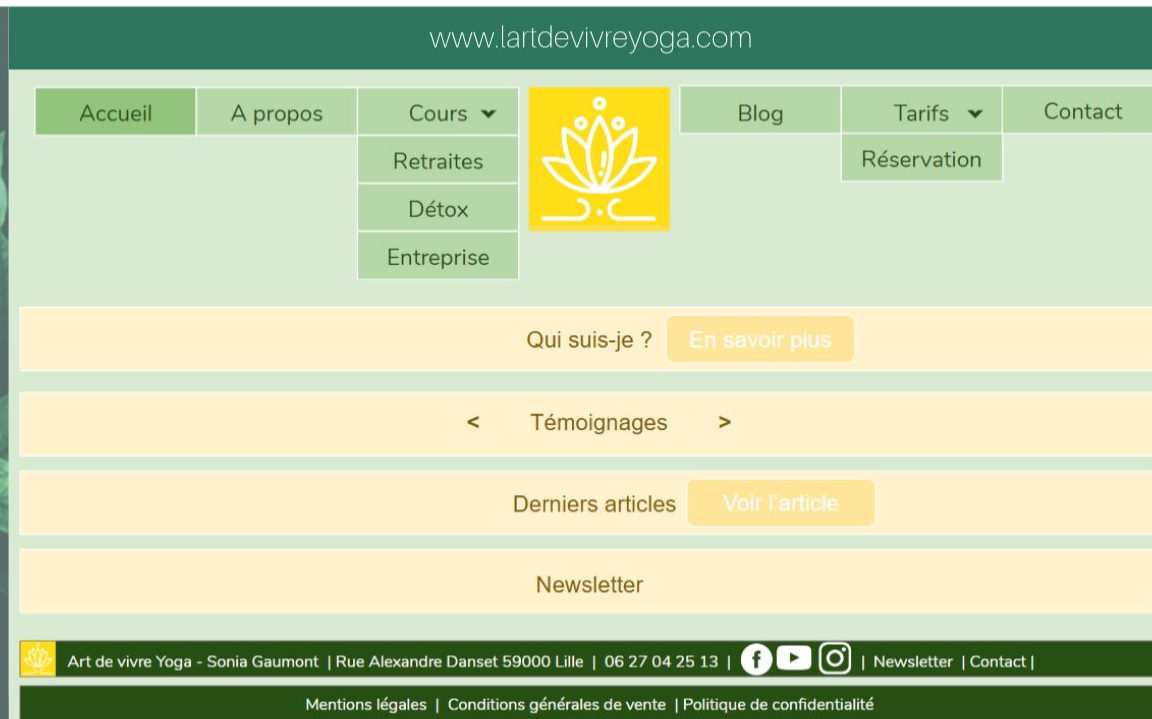 www.lartdevivreyoga.com
Accueil A propos Cours Blog Tarifs Contact
Retraites Réservation
Détox
Entreprise
Qui suis-je ? En savoir plus
< Témoignages >
Derniers articles Voir l'article
Newsletter
Art de vivre Yoga - Sonia Gaumont | Rue Alexandre Danset 59000 Lille | 06 27 04 25 13 | | Newsletter | Contact |
Mentions légales | Conditions générales de vente | Politique de confidentialité